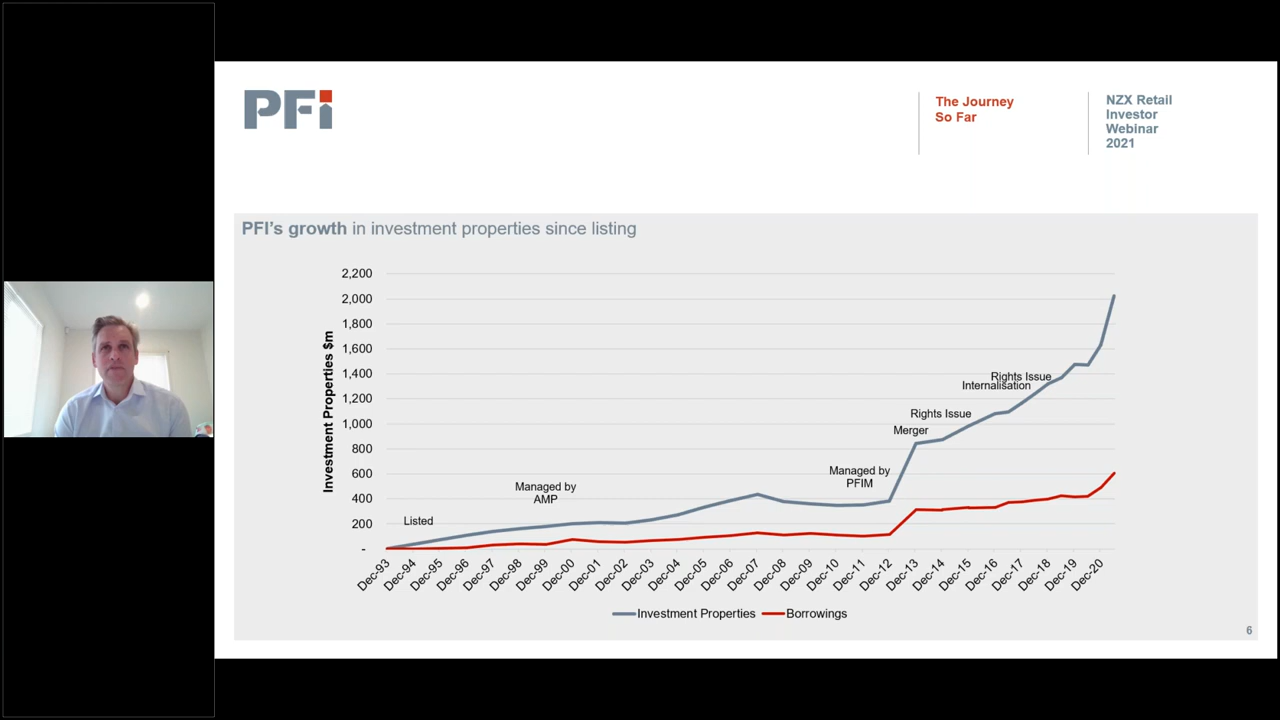 PFi
The Journey
So Far
NZX Retail
Investor
Webinar
2021
PFI's growth in investment properties since listing
Investment Properties $m
2,200
2,000
1,800
1,600
1,400
1,200
1,000
800
600
400
200
-
Listed
Managed by
AMP
Managed by
PFIM
Merger
Rights Issue
Internalisation
Rights Issue
Dec-93
Dec-94
Dec-95
Dec-96
Dec-97
Dec-98
Dec-99
Dec-00
Dec-01
Dec-02
Dec-03
Dec-04
Dec-05
Dec-06
Dec-07
Dec-08
Dec-09
Dec-10
Dec-11
Dec-12
Dec-13
Dec-14
Dec-15
Dec-16
Dec-17
Dec-18
Dec-19
Dec-20
Investment Properties
Borrowings
6